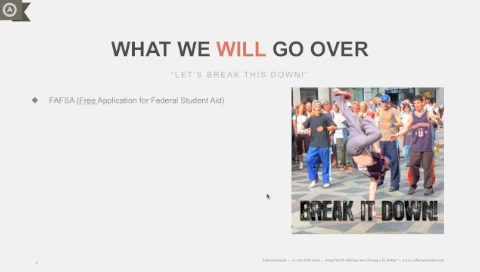 WHAT WE WILL GO OVER
"LET'S BREAK THIS DOWN!"
FAFSA (Free Application for Federal Student Aid)
BREAK IT DOWN!